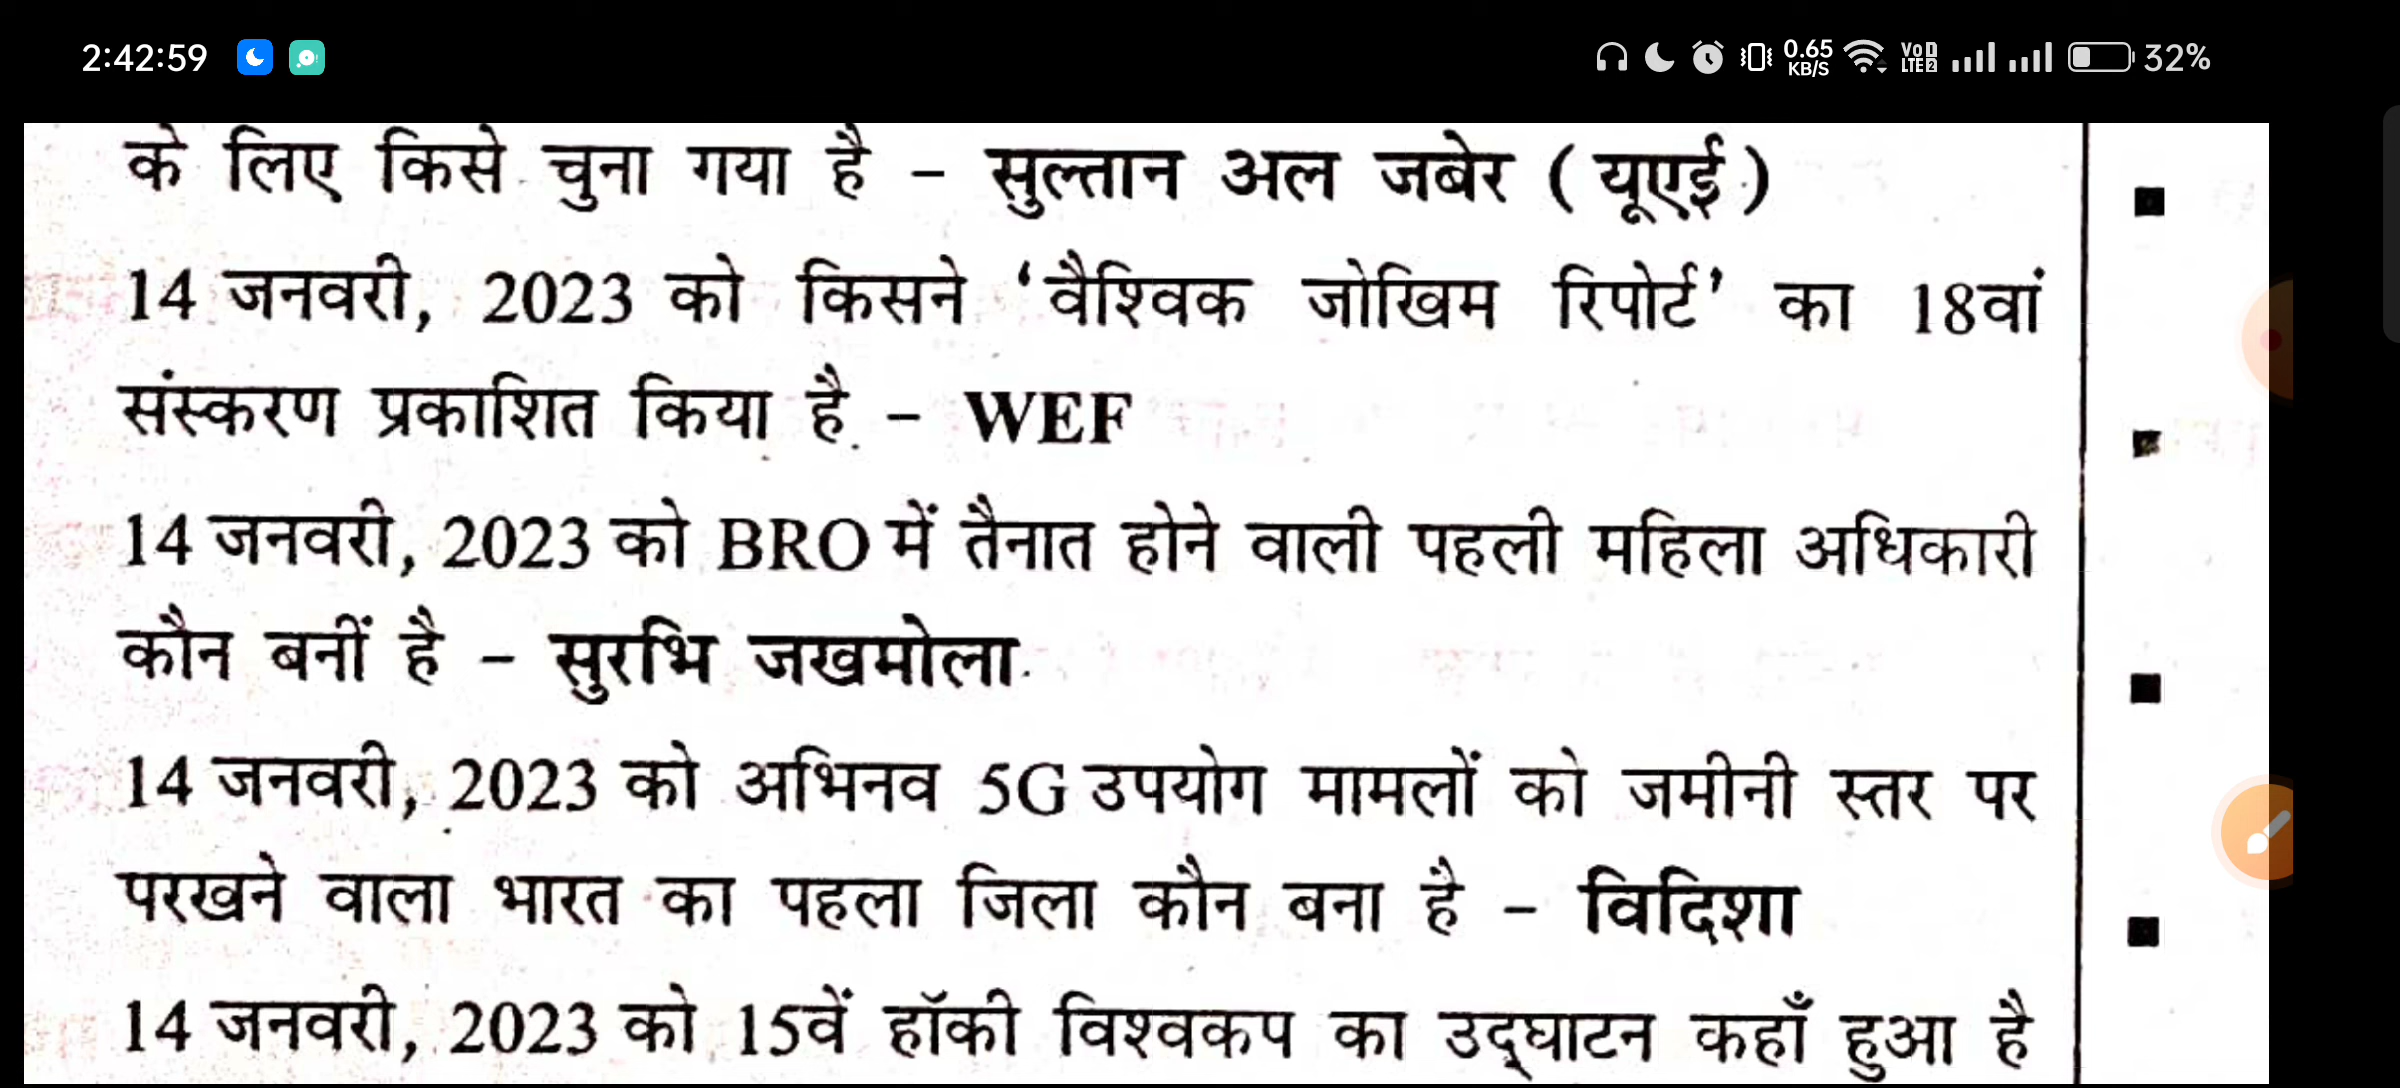 2:42:59 0.65 KB/S VoD LTE2 32%
के लिए किसे चुना गया है – सुल्तान अल जबेर (यूएई)
14 जनवरी, 2023 को किसने ‘वैश्विक जोखिम रिपोर्ट’ का 18वां
संस्करण प्रकाशित किया है – WEF
14 जनवरी, 2023 को BRO में तैनात होने वाली पहली महिला अधिकारी
कौन बनीं है – सुरभि जखमोला
14 जनवरी, 2023 को अभिनव 5G उपयोग मामलों को जमीनी स्तर पर
परखने वाला भारत का पहला जिला कौन बना है – विदिशा
14 जनवरी, 2023 को 15वें हॉकी विश्वकप का उद्घाटन कहाँ हुआ है